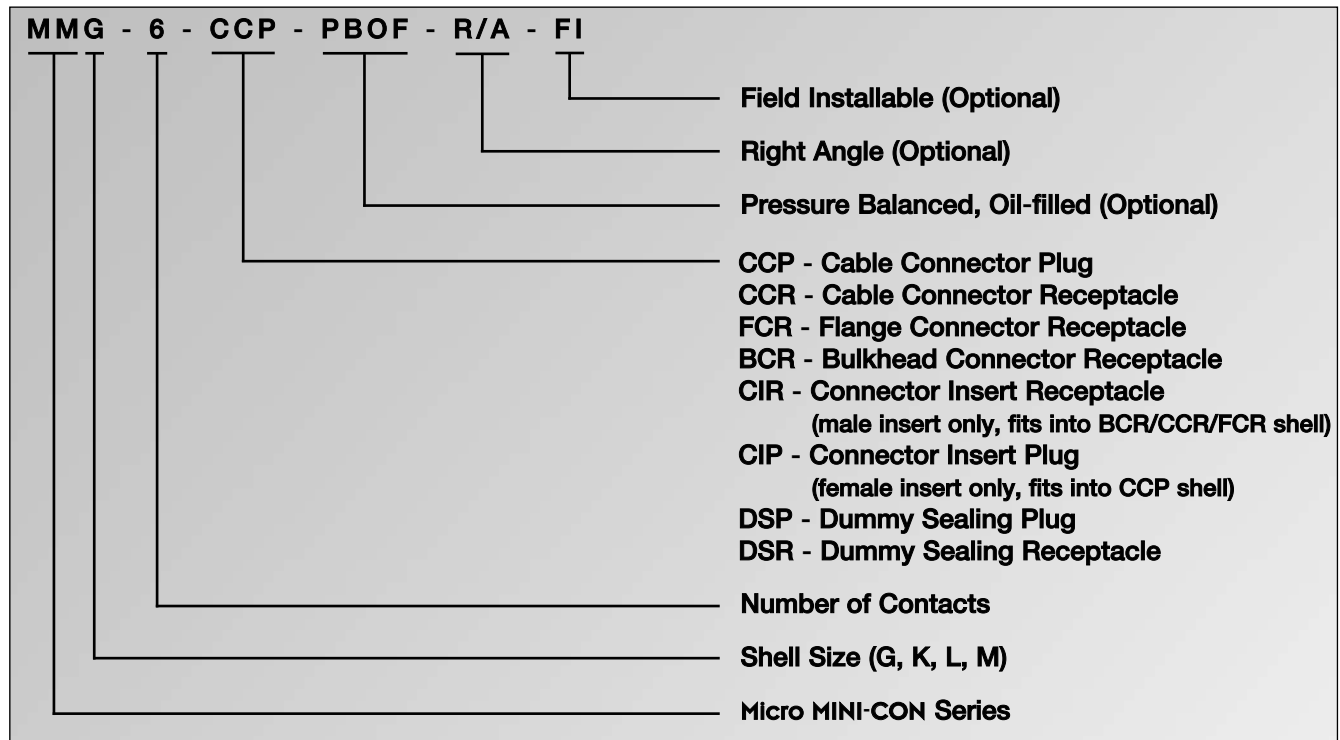 MMG - 6 - CCP - PBOF - R/A - FI
Field Installable (Optional)
Right Angle (Optional)
Pressure Balanced, Oil-filled (Optional)
CCP - Cable Connector Plug
CCR - Cable Connector Receptacle
FCR - Flange Connector Receptacle
BCR - Bulkhead Connector Receptacle
CIR - Connector Insert Receptacle
(male insert only, fits into BCR/CCR/FCR shell)
CIP - Connector Insert Plug
(female insert only, fits into CCP shell)
DSP - Dummy Sealing Plug
DSR - Dummy Sealing Receptacle
Number of Contacts
Shell Size (G, K, L, M)
Micro MINI-CON Series